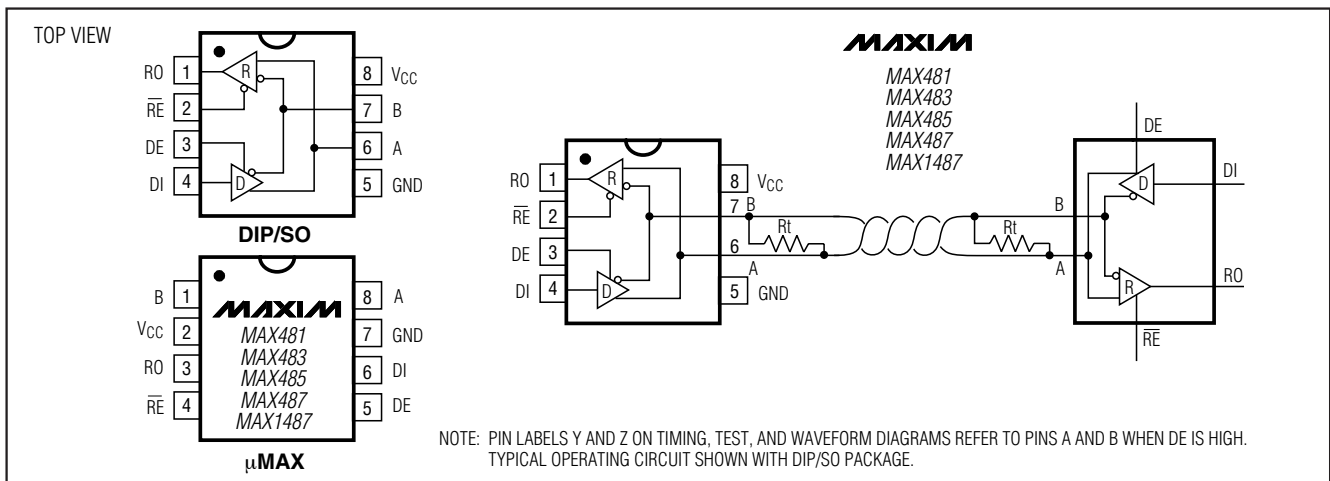 TOP VIEW
RO 1
R
8 VCC
RE 2
7 B
DE 3
6 A
DI 4
D
5 GND
DIP/SO
B 1
MAXIM
8 A
VCC 2
MAX481
7 GND
MAX483
RO 3
MAX485
6 DI
MAX487
RE 4
MAX1487
5 DE
μMAX
MAXIM
MAX481
MAX483
MAX485
MAX487
MAX1487
RO 1
R
8 VCC
RE 2
7 B
Rt
DE 3
6
A
DI 4
D
5 GND
DE
D
DI
B
Rt
A
R
RO
RE
NOTE: PIN LABELS Y AND Z ON TIMING, TEST, AND WAVEFORM DIAGRAMS REFER TO PINS A AND B WHEN DE IS HIGH.
TYPICAL OPERATING CIRCUIT SHOWN WITH DIP/SO PACKAGE.